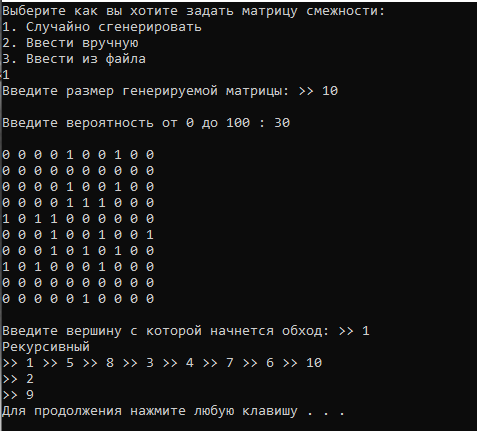 Выберите как вы хотите задать матрицу смежности:
1. Случайно сгенерировать
2. Ввести вручную
3. Ввести из файла
1
Введите размер генерируемой матрицы: >> 10
Введите вероятность от 0 до 100 : 30
0 0 0 0 1 0 0 1 0 0
0 0 0 0 0 0 0 0 0 0
0 0 0 0 1 0 0 1 0 0
0 0 0 0 1 1 1 0 0 0
1 0 1 1 0 0 0 0 0 0
0 0 0 1 0 0 1 0 0 1
0 0 0 1 0 1 0 1 0 0
1 0 1 0 0 0 1 0 0 0
0 0 0 0 0 0 0 0 0 0
0 0 0 0 0 1 0 0 0 0
Введите вершину с которой начнется обход: >> 1
Рекурсивный
>> 1 >> 5 >> 8 >> 3 >> 4 >> 7 >> 6 >> 10
>> 2
>> 9
Для продолжения нажмите любую клавишу . . .